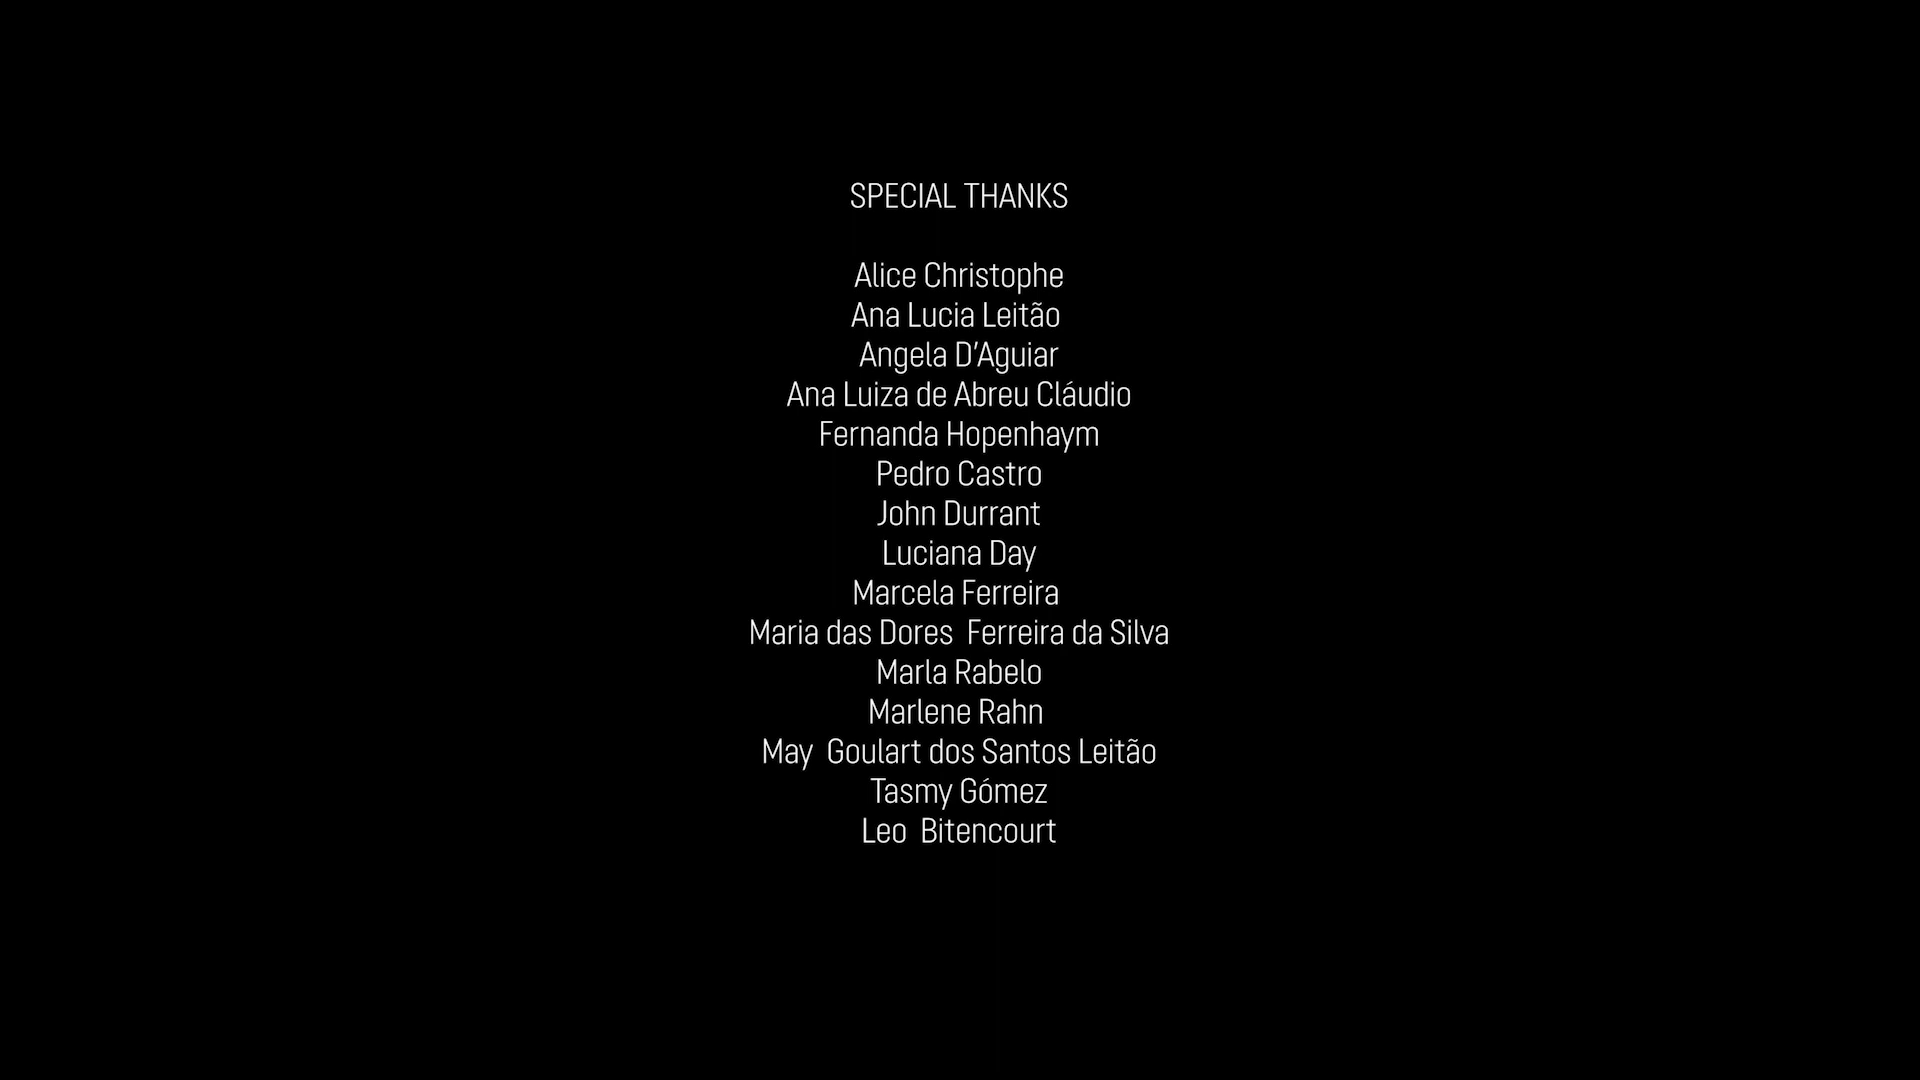 SPECIAL THANKS
Alice Christophe
Ana Lucia Leitão
Angela D'Aguiar
Ana Luiza de Abreu Cláudio
Fernanda Hopenhaym
Pedro Castro
John Durrant
Luciana Day
Marcela Ferreira
Maria das Dores  Ferreira da Silva
Marla Rabelo
Marlene Rahn
May  Goulart dos Santos Leitão
Tasmy Gómez
Leo  Bitencourt